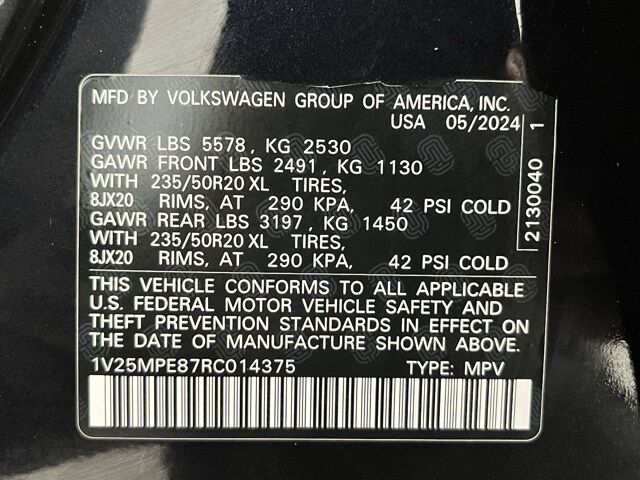 MFD BY VOLKSWAGEN GROUP OF AMERICA, INC.
USA 05/2024
GVWR LBS 5578, KG 2530
GAWR FRONT LBS 2491, KG 1130
WITH 235/50R20 XL TIRES,
8JX20 RIMS, AT 290 KPA, 42 PSI COLD
GAWR REAR LBS 3197, KG 1450
WITH 235/50R20 XL TIRES,
8JX20 RIMS, AT 290 KPA, 42 PSI COLD
THIS VEHICLE CONFORMS TO ALL APPLICABLE
U.S. FEDERAL MOTOR VEHICLE SAFETY AND
THEFT PREVENTION STANDARDS IN EFFECT ON
THE DATE OF MANUFACTURE SHOWN ABOVE.
1V25MPE87RC014375 TYPE: MPV
2130040 1